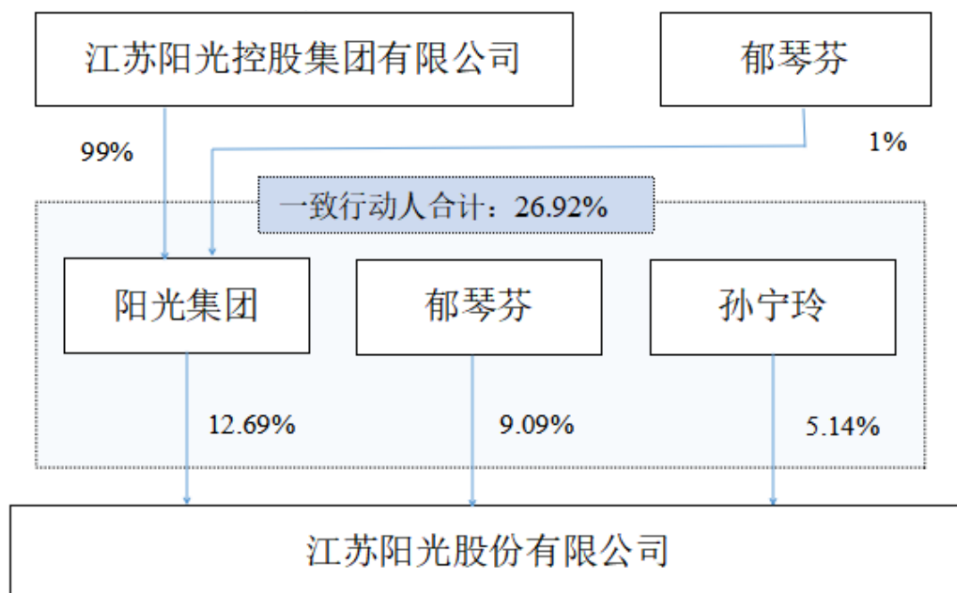 江苏阳光控股集团有限公司
郁琴芬
99%
1%
一致行动人合计：26.92%
阳光集团
郁琴芬
孙宁玲
12.69%
9.09%
5.14%
江苏阳光股份有限公司